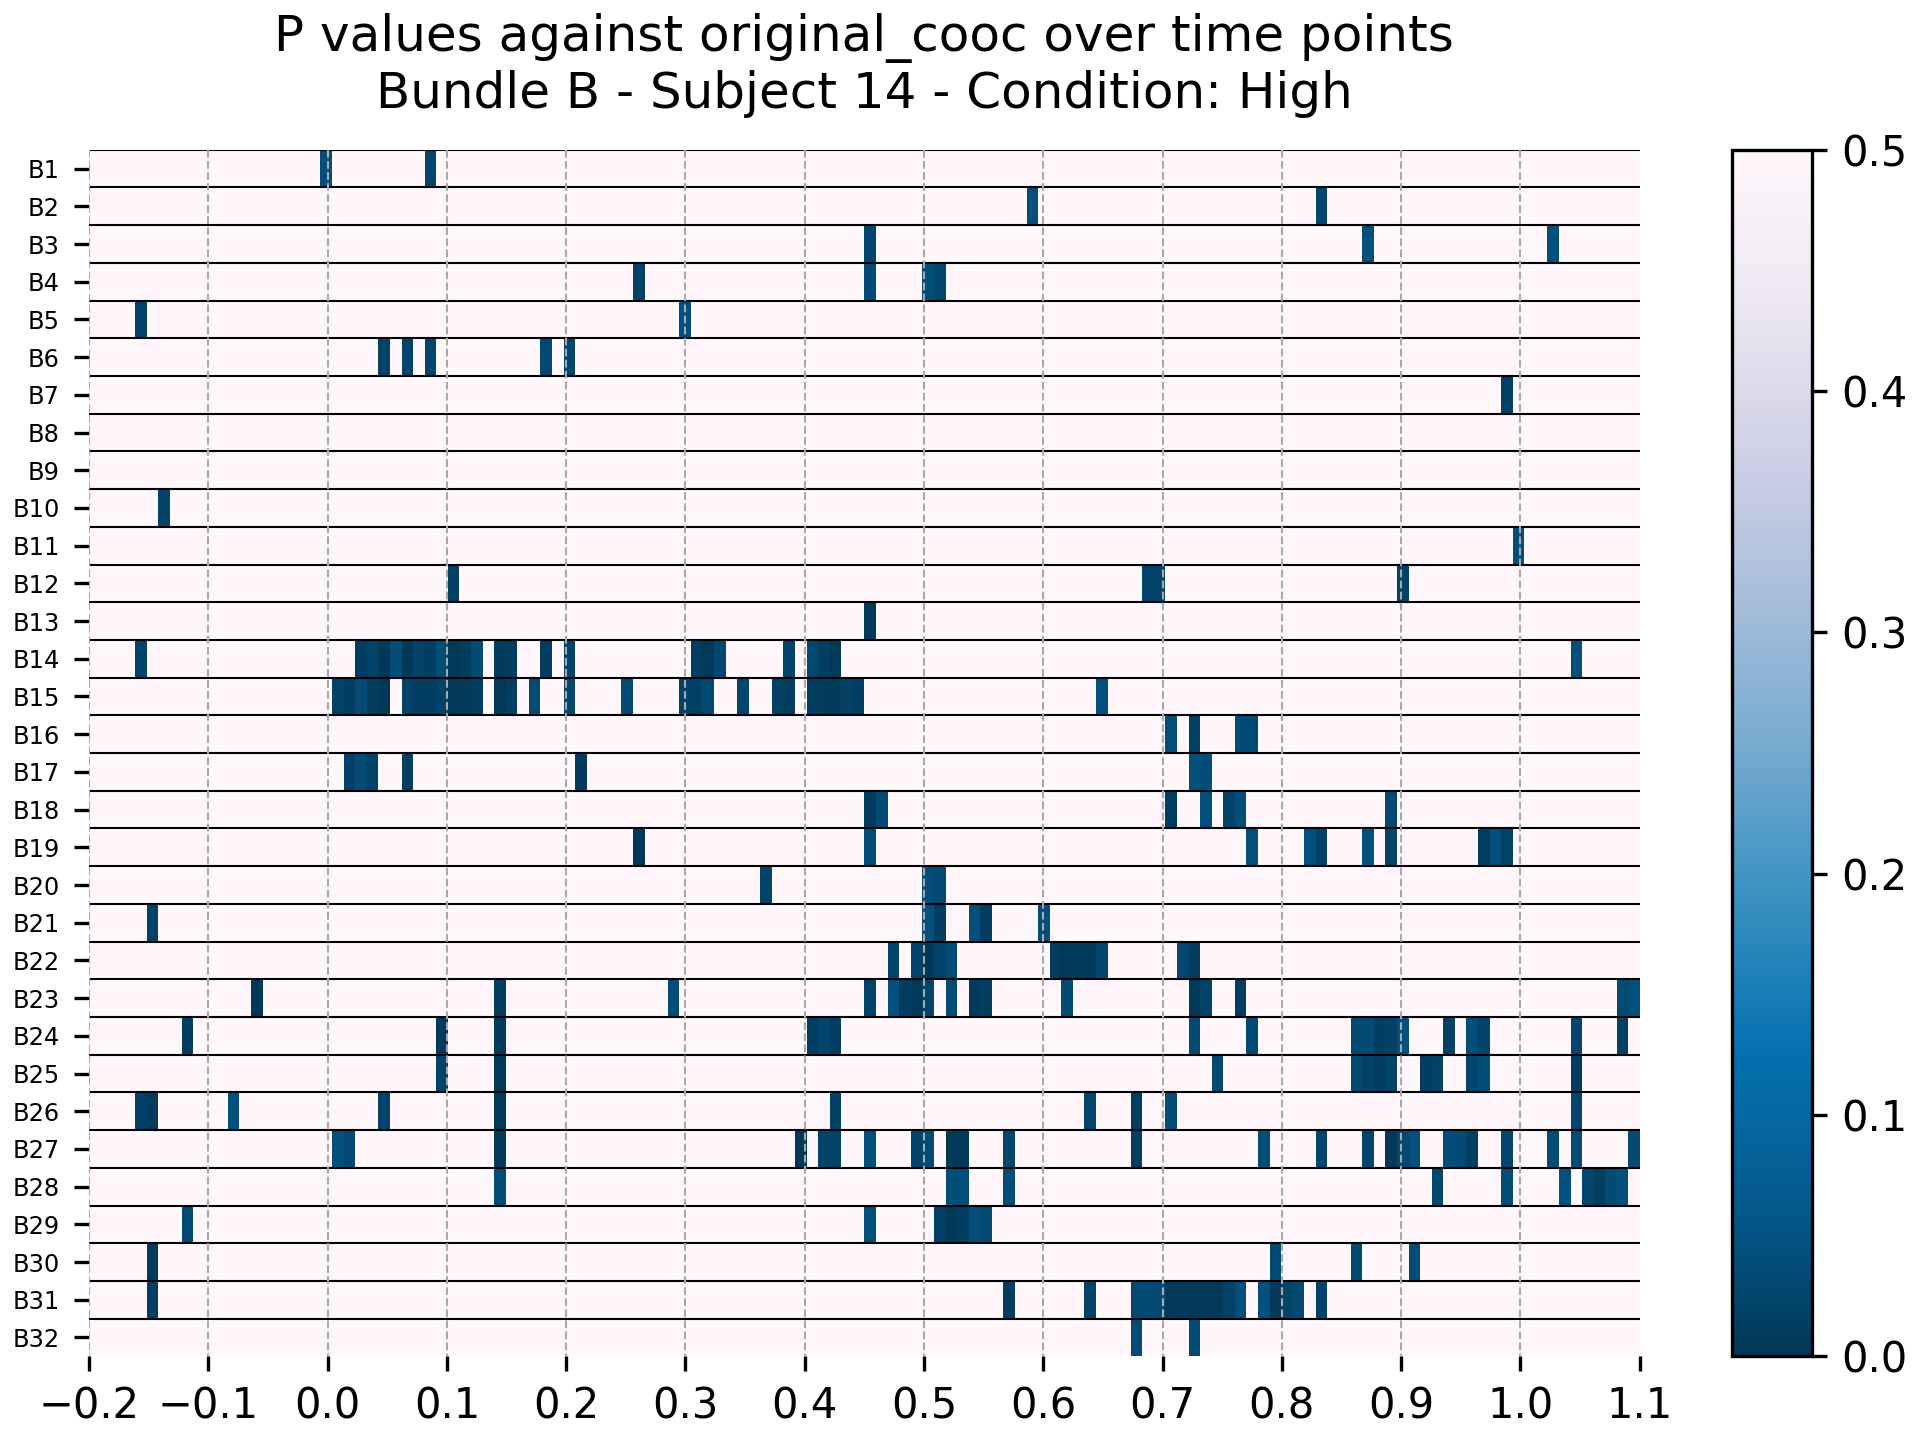 P values against original_cooc over time points
Bundle B - Subject 14 - Condition: High
B1
B2
B3
B4
B5
B6
B7
B8
B9
B10
B11
B12
B13
B14
B15
B16
B17
B18
B19
B20
B21
B22
B23
B24
B25
B26
B27
B28
B29
B30
B31
B32
−0.2 −0.1 0.0 0.1 0.2 0.3 0.4 0.5 0.6 0.7 0.8 0.9 1.0 1.1
0.5
0.4
0.3
0.2
0.1
0.0